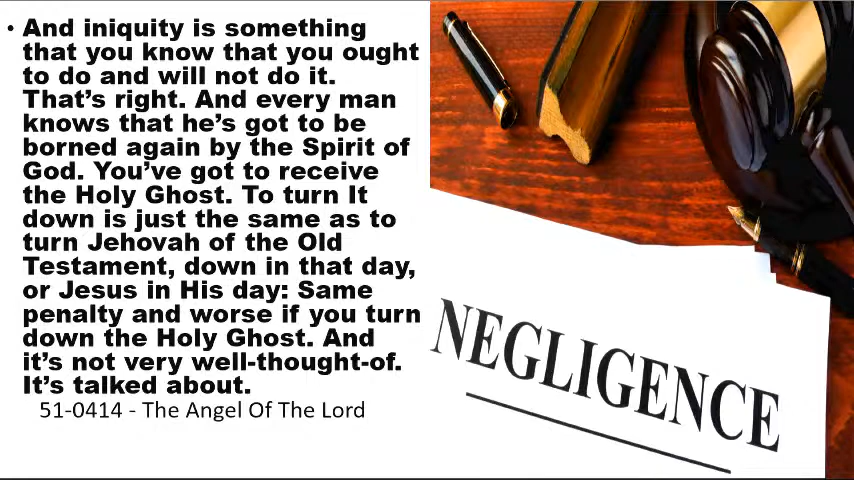 • And iniquity is something
that you know that you ought
to do and will not do it.
That’s right. And every man
knows that he’s got to be
borned again by the Spirit of
God. You’ve got to receive
the Holy Ghost. To turn It
down is just the same as to
turn Jehovah of the Old
Testament, down in that day,
or Jesus in His day: Same
penalty and worse if you turn
down the Holy Ghost. And
it’s not very well-thought-of.
It’s talked about.
51-0414 - The Angel Of The Lord
NEGLIGENCE